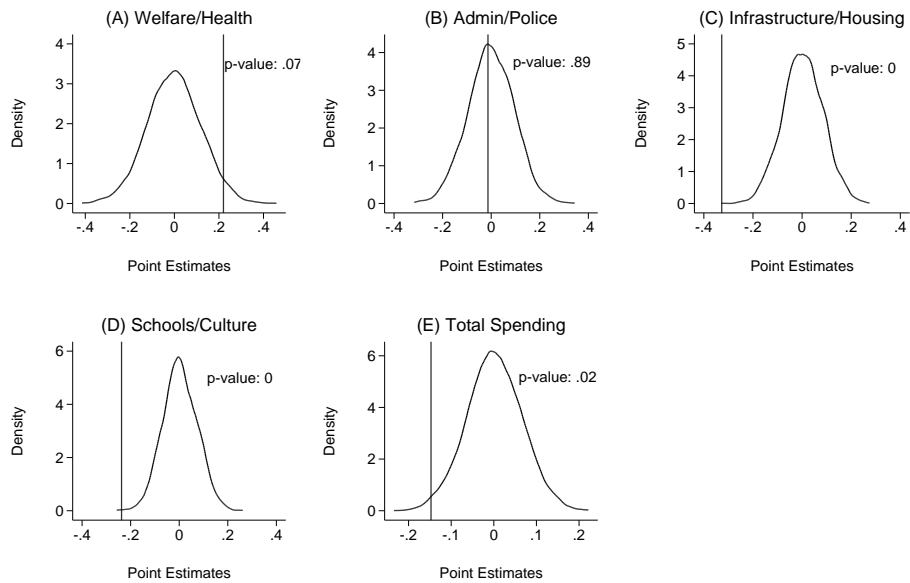 (A) Welfare/Health
4
3
2
1
0
Density
p-value: .07
-.4 -.2 0 .2 .4
Point Estimates
(B) Admin/Police
4
3
2
1
0
Density
p-value: .89
-.4 -.2 0 .2 .4
Point Estimates
(C) Infrastructure/Housing
5
4
3
2
1
0
Density
p-value: 0
-.4 -.2 0 .2 .4
Point Estimates
(D) Schools/Culture
6
4
2
0
Density
p-value: 0
-.4 -.2 0 .2 .4
Point Estimates
(E) Total Spending
6
4
2
0
Density
p-value: .02
-.2 -.1 0 .1 .2
Point Estimates